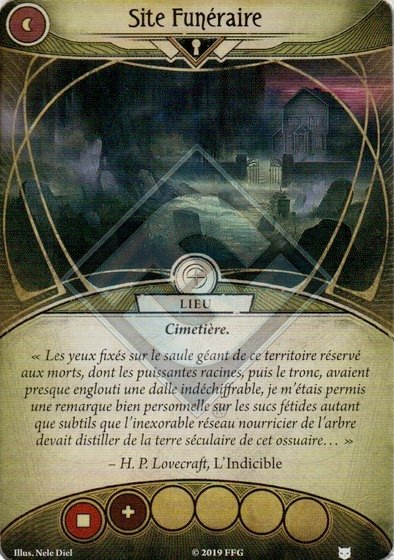 Site Funéraire
LIEU
Cimetière.
« Les yeux fixés sur le saule géant de ce territoire réservé
aux morts, dont les puissantes racines, puis le tronc, avaient
presque englouti une dalle indéchiffrable, je m'étais permis
une remarque bien personnelle sur les sucs fétides autant
que subtils que l'inexorable réseau nourricier de l'arbre
devait distiller de la terre séculaire de cet ossuaire… »
– H. P. Lovecraft, L'Indicible
Illus. Nele Diel
© 2019 FFG